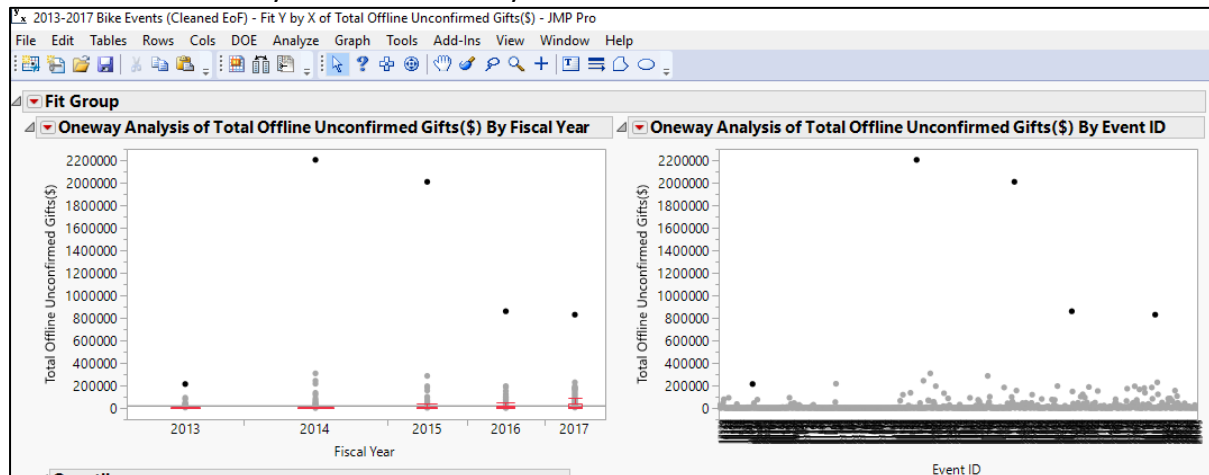 2013-2017 Bike Events (Cleaned EoF) - Fit Y by X of Total Offline Unconfirmed Gifts($) - JMP Pro
File Edit Tables Rows Cols DOE Analyze Graph Tools Add-Ins View Window Help
Fit Group
Oneway Analysis of Total Offline Unconfirmed Gifts($) By Fiscal Year
Total Offline Unconfirmed Gifts($)
2200000
2000000
1800000
1600000
1400000
1200000
1000000
800000
600000
400000
200000
0
2013 2014 2015 2016 2017
Fiscal Year
Oneway Analysis of Total Offline Unconfirmed Gifts($) By Event ID
Total Offline Unconfirmed Gifts($)
2200000
2000000
1800000
1600000
1400000
1200000
1000000
800000
600000
400000
200000
0
Event ID